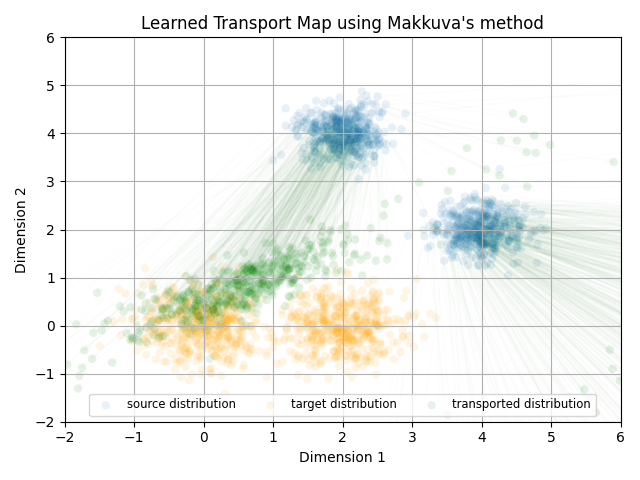 Learned Transport Map using Makkuva's method
6
5
4
3
2
1
0
−1
−2
Dimension 2
source distribution target distribution transported distribution
−2 −1 0 1 2 3 4 5 6
Dimension 1